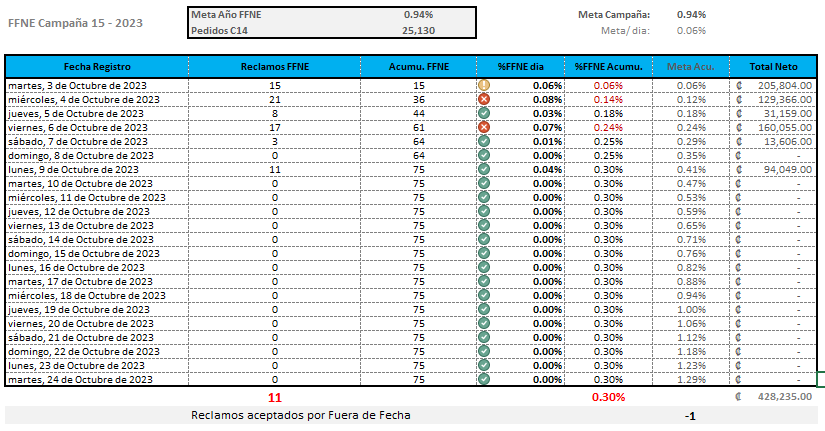 FFNE Campaña 15 - 2023
Meta Año FFNE 0.94%
Pedidos C14 25,130
Meta Campaña: 0.94%
Meta/ dia: 0.06%
Fecha Registro Reclamos FFNE Acumu. FFNE %FFNE dia %FFNE Acumu. Meta Acu. Total Neto
martes, 3 de Octubre de 2023 15 15 0.06% 0.06% 0.06% ₡ 205,804.00
miércoles, 4 de Octubre de 2023 21 36 0.08% 0.14% 0.12% ₡ 129,366.00
jueves, 5 de Octubre de 2023 8 44 0.03% 0.18% 0.18% ₡ 31,159.00
viernes, 6 de Octubre de 2023 17 61 0.07% 0.24% 0.24% ₡ 160,055.00
sábado, 7 de Octubre de 2023 3 64 0.01% 0.25% 0.29% ₡ 13,606.00
domingo, 8 de Octubre de 2023 0 64 0.00% 0.25% 0.35% ₡ -
lunes, 9 de Octubre de 2023 11 75 0.04% 0.30% 0.41% ₡ 94,049.00
martes, 10 de Octubre de 2023 0 75 0.00% 0.30% 0.47% ₡ -
miércoles, 11 de Octubre de 2023 0 75 0.00% 0.30% 0.53% ₡ -
jueves, 12 de Octubre de 2023 0 75 0.00% 0.30% 0.59% ₡ -
viernes, 13 de Octubre de 2023 0 75 0.00% 0.30% 0.65% ₡ -
sábado, 14 de Octubre de 2023 0 75 0.00% 0.30% 0.71% ₡ -
domingo, 15 de Octubre de 2023 0 75 0.00% 0.30% 0.76% ₡ -
lunes, 16 de Octubre de 2023 0 75 0.00% 0.30% 0.82% ₡ -
martes, 17 de Octubre de 2023 0 75 0.00% 0.30% 0.88% ₡ -
miércoles, 18 de Octubre de 2023 0 75 0.00% 0.30% 0.94% ₡ -
jueves, 19 de Octubre de 2023 0 75 0.00% 0.30% 1.00% ₡ -
viernes, 20 de Octubre de 2023 0 75 0.00% 0.30% 1.06% ₡ -
sábado, 21 de Octubre de 2023 0 75 0.00% 0.30% 1.12% ₡ -
domingo, 22 de Octubre de 2023 0 75 0.00% 0.30% 1.18% ₡ -
lunes, 23 de Octubre de 2023 0 75 0.00% 0.30% 1.23% ₡ -
martes, 24 de Octubre de 2023 0 75 0.00% 0.30% 1.29% ₡ -
11 0.30% ₡ 428,235.00
Reclamos aceptados por Fuera de Fecha -1